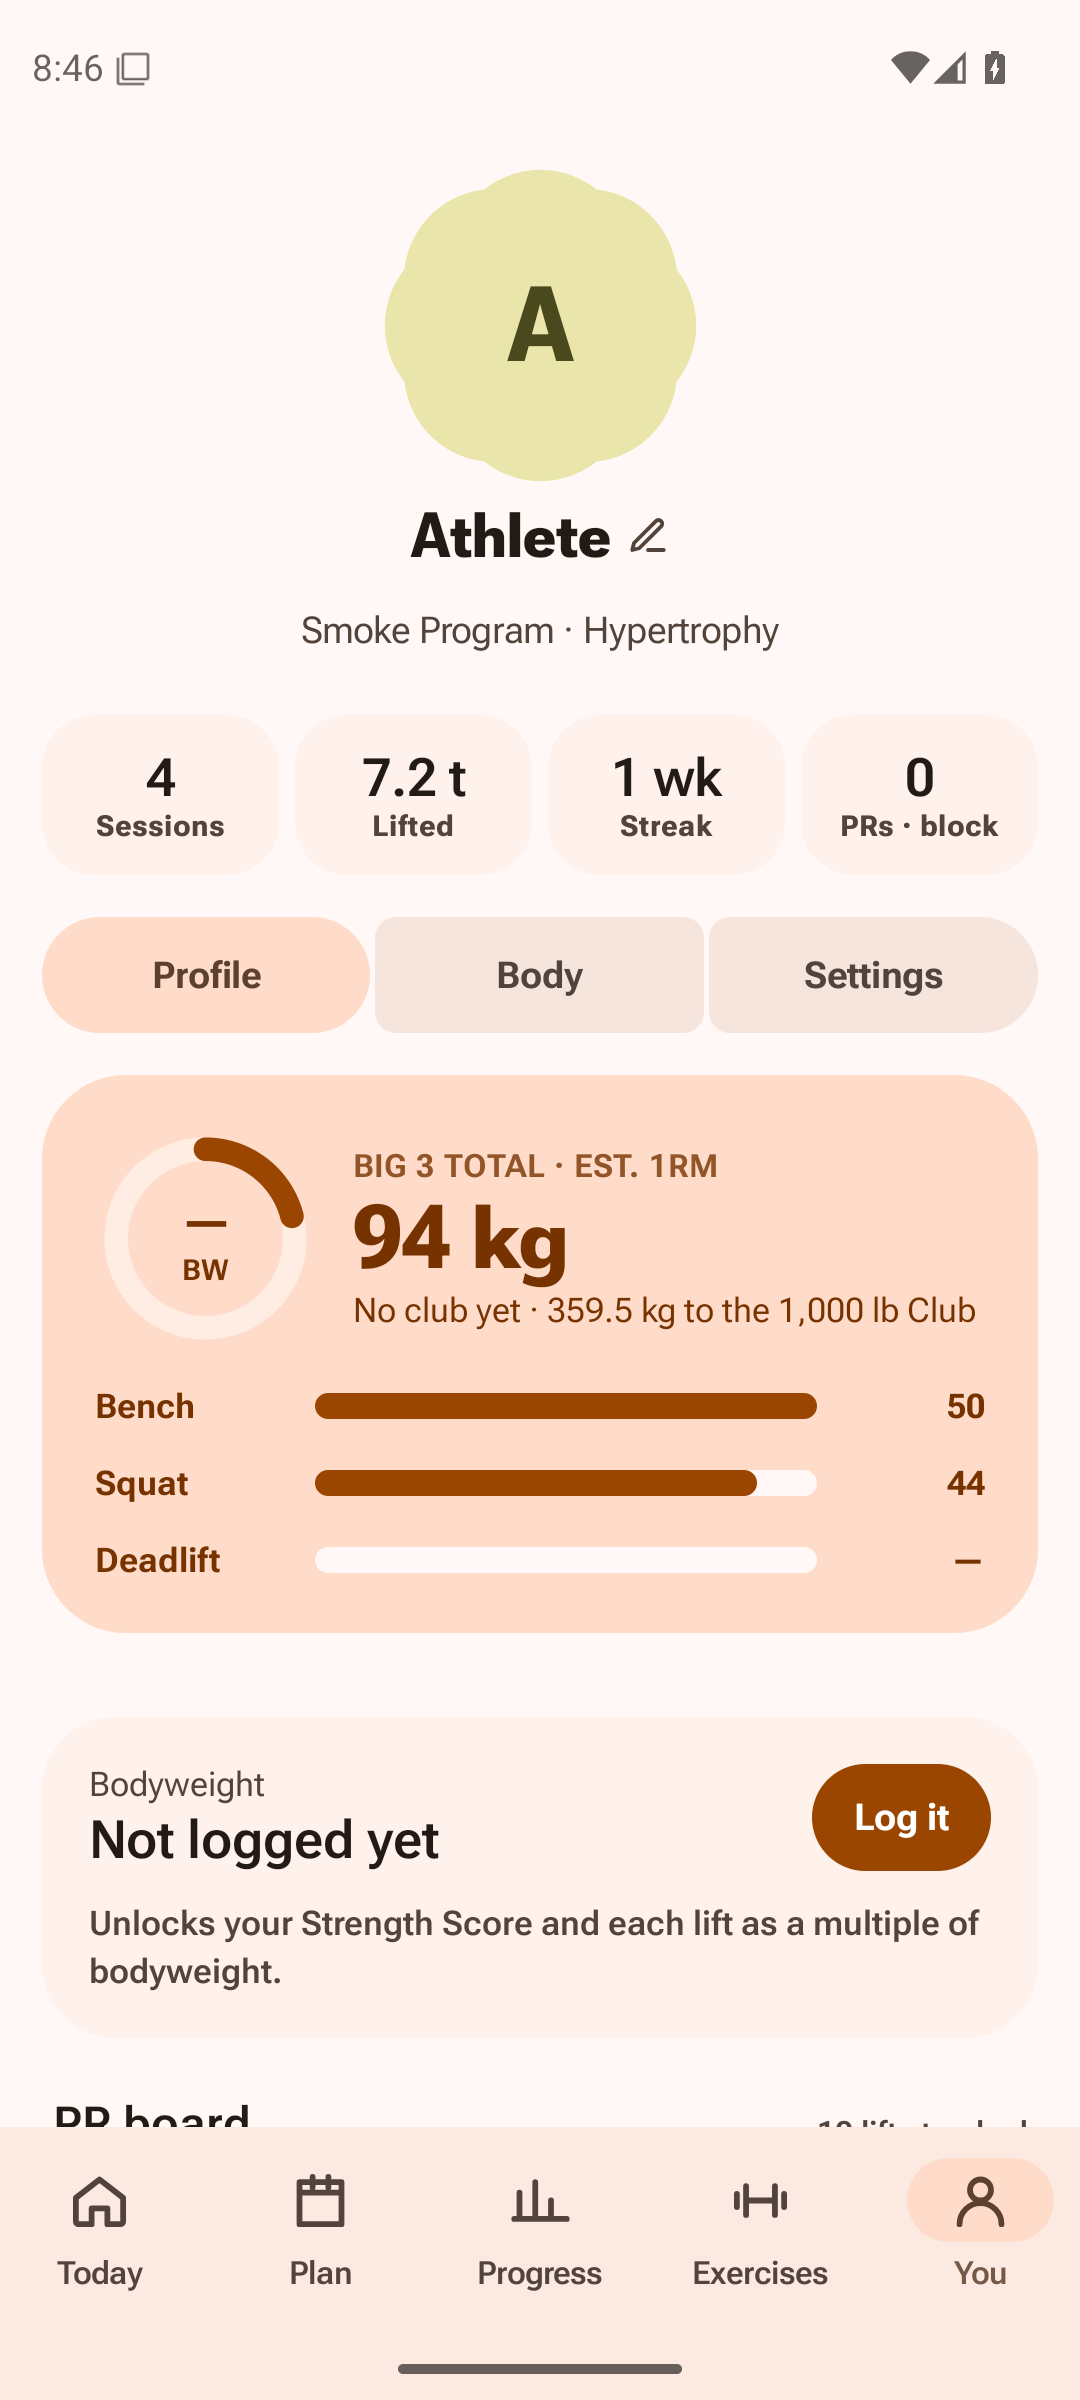 8:46
A
Athlete
Smoke Program · Hypertrophy
4
Sessions
7.2 t
Lifted
1 wk
Streak
0
PRs · block
Profile
Body
Settings
BIG 3 TOTAL · EST. 1RM
94 kg
No club yet · 359.5 kg to the 1,000 lb Club
—
BW
Bench
50
Squat
44
Deadlift
—
Bodyweight
Not logged yet
Log it
Unlocks your Strength Score and each lift as a multiple of
bodyweight.
PR board
Today
Plan
Progress
Exercises
You